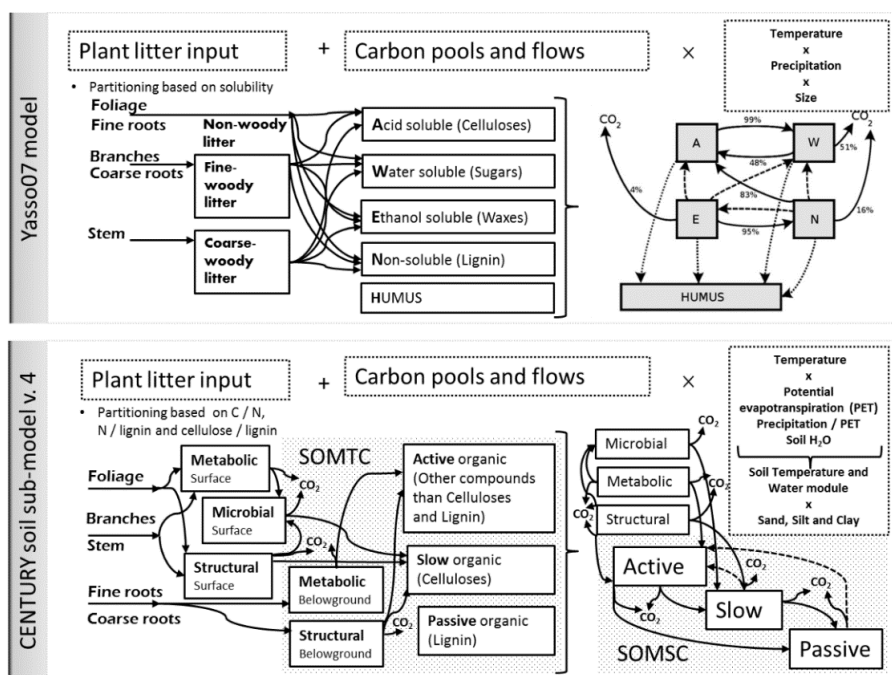 Yasso07 model
Plant litter input
+
Carbon pools and flows
×
Temperature
x
Precipitation
x
Size
• Partitioning based on solubility
Foliage
Fine roots
Non-woody
litter
Branches
Coarse roots
Fine-
woody
litter
Stem
Coarse-
woody
litter
Acid soluble (Celluloses)
Water soluble (Sugars)
Ethanol soluble (Waxes)
Non-soluble (Lignin)
HUMUS
CO2
CO2
99%
A
W
51%
48%
4%
83%
E
N
16%
95%
HUMUS
CENTURY soil sub-model v. 4
Plant litter input
+
Carbon pools and flows
×
Temperature
x
Potential
evapotranspiration (PET)
Precipitation / PET
Soil H2O
Soil Temperature and
Water module
x
Sand, Silt and Clay
• Partitioning based on C / N,
N / lignin and cellulose / lignin
SOMTC
Foliage
Metabolic
Surface
CO2
Microbial
Surface
Branches
Stem
Structural
Surface
CO2
CO2
Metabolic
Belowground
Fine roots
Coarse roots
Structural
Belowground
CO2
Active organic
(Other compounds
than Celluloses
and Lignin)
Slow organic
(Celluloses)
Passive organic
(Lignin)
CO2
Microbial
Metabolic
CO2
CO2
Structural
Active
CO2
CO2
Slow
CO2
Passive
SOMSC